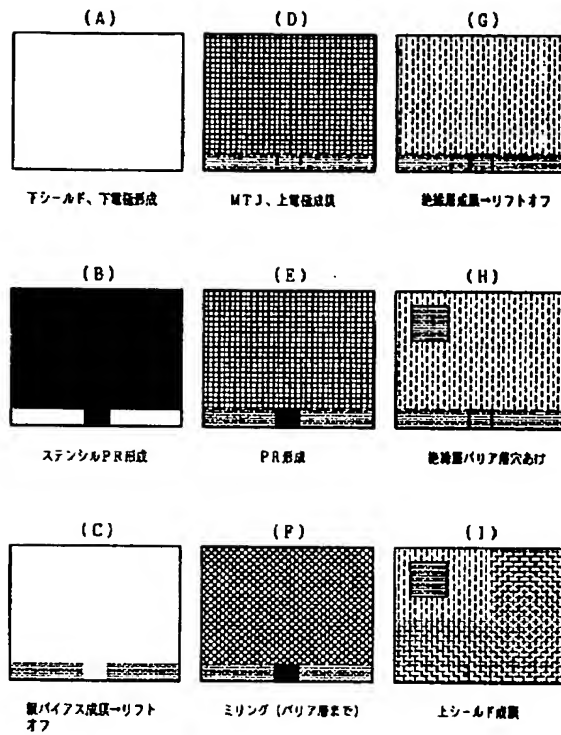 (A)
(D)
(G)
下シールド、下電極形成
MTJ、上電極成膜
絶縁層成膜→リフトオフ
(B)
(E)
(H)
ステンシルPR形成
PR形成
絶縁層バリア層穴あけ
(C)
(F)
(I)
縦バイアス成膜→リフト
オフ
ミリング(バリア層まで)
上シールド成膜